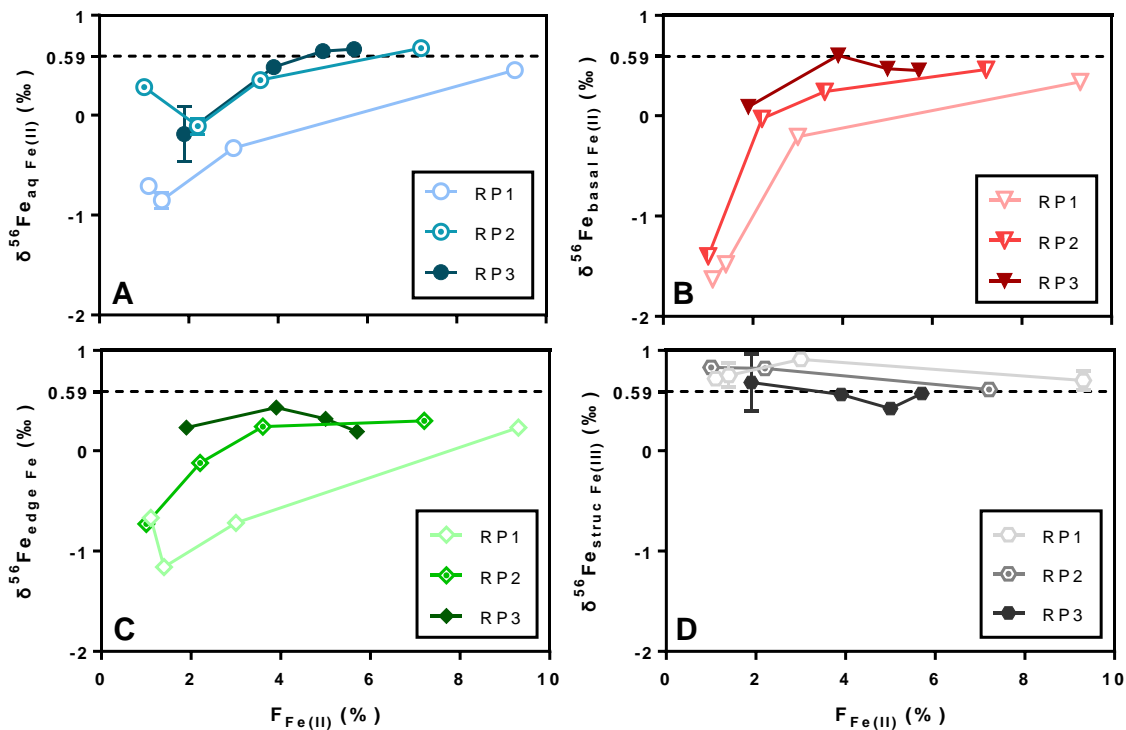 1
0.59
0
-1
-2
δ56Feaq Fe(II) (‰)
A
RP1
RP2
RP3
1
0.59
0
-1
-2
δ56Febasal Fe(II) (‰)
B
RP1
RP2
RP3
1
0.59
0
-1
-2
δ56Feedge Fe (‰)
C
RP1
RP2
RP3
0 2 4 6 8 10
FFe(II) (%)
1
0.59
0
-1
-2
δ56Festruc Fe(III) (‰)
D
RP1
RP2
RP3
0 2 4 6 8 10
FFe(II) (%)